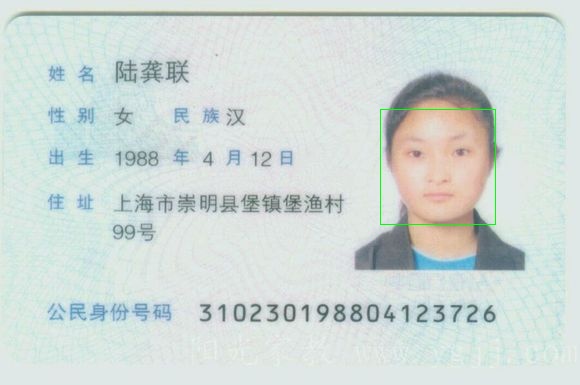 姓名 陆龚联
性别 女 民族 汉
出生 1988 年 4 月 12 日
住址 上海市崇明县堡镇堡渔村
99号
公民身份号码 310230198804123726